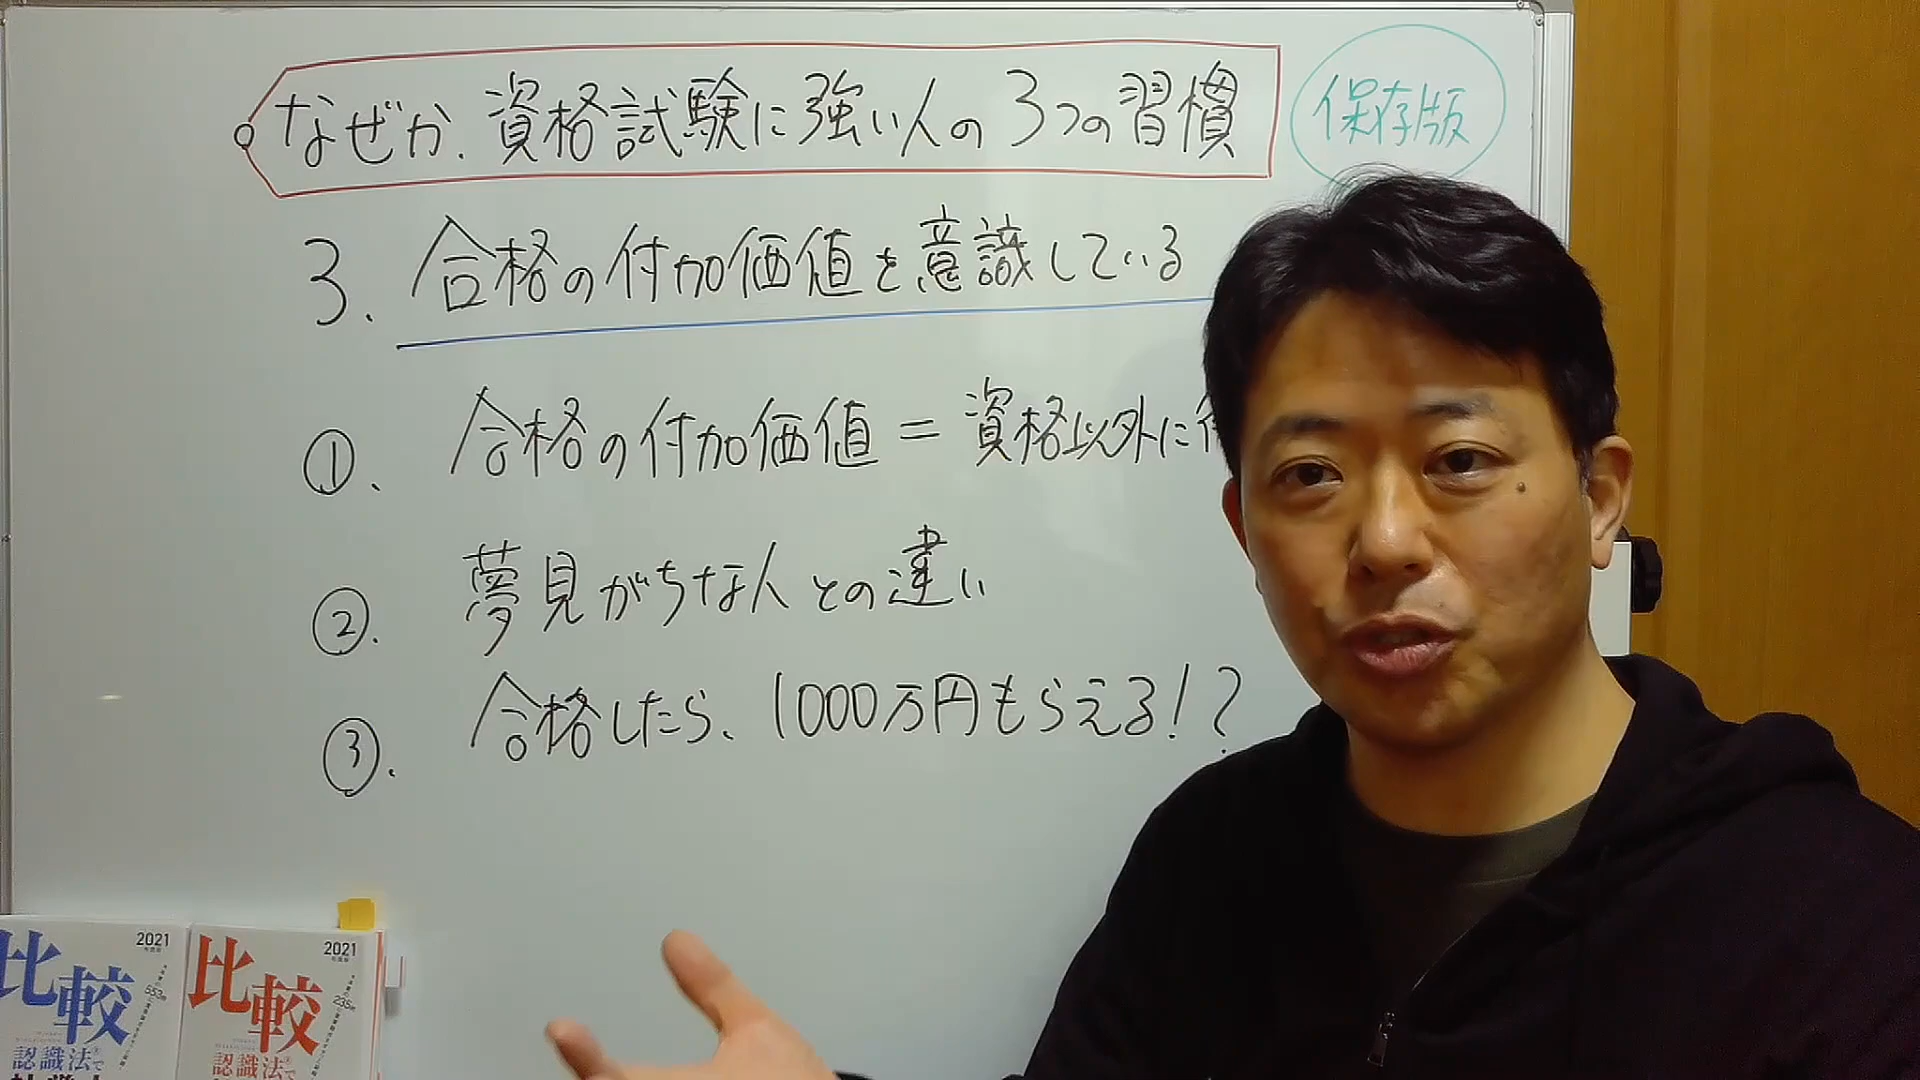 なぜか、資格試験に強い人の3つの習慣
保存版
3. 合格の付加価値を意識している
①. 合格の付加価値=資格以外に
②. 夢見がちな人との違い
③. 合格したら、1000万円もらえる!?
2021
比較
認識法で
2021
比較
認識法で